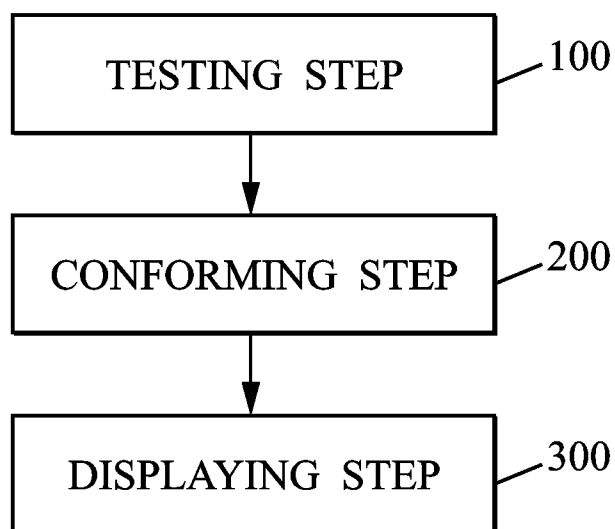 TESTING STEP
100
CONFORMING STEP
200
DISPLAYING STEP
300